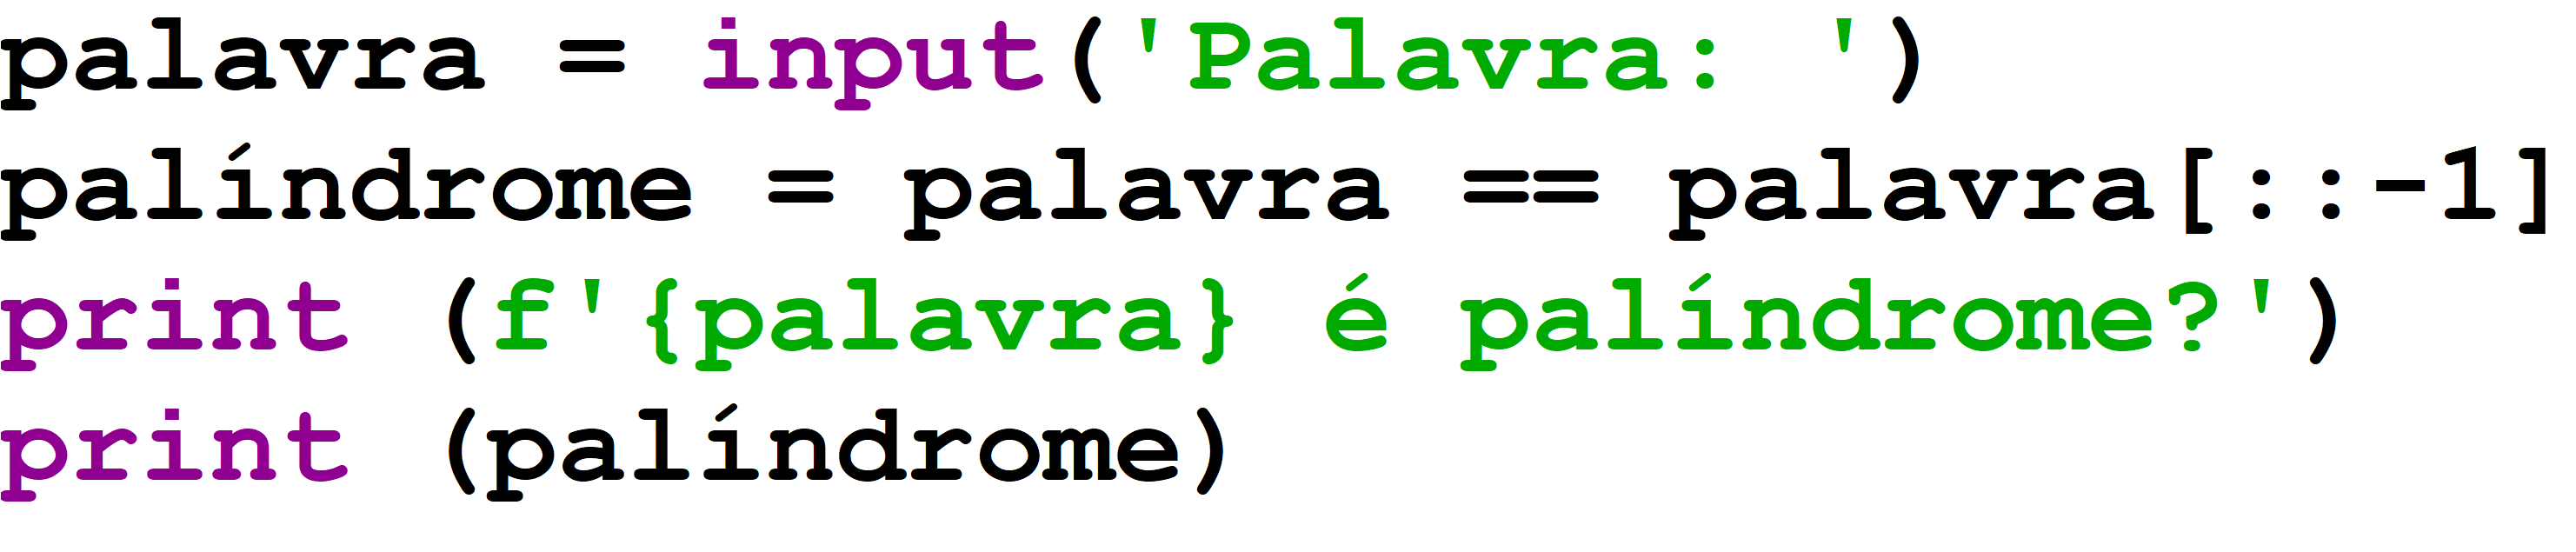 palavra = input('Palavra: ')
palíndrome = palavra == palavra[::-1]
print (f'{palavra} é palíndrome?')
print (palíndrome)